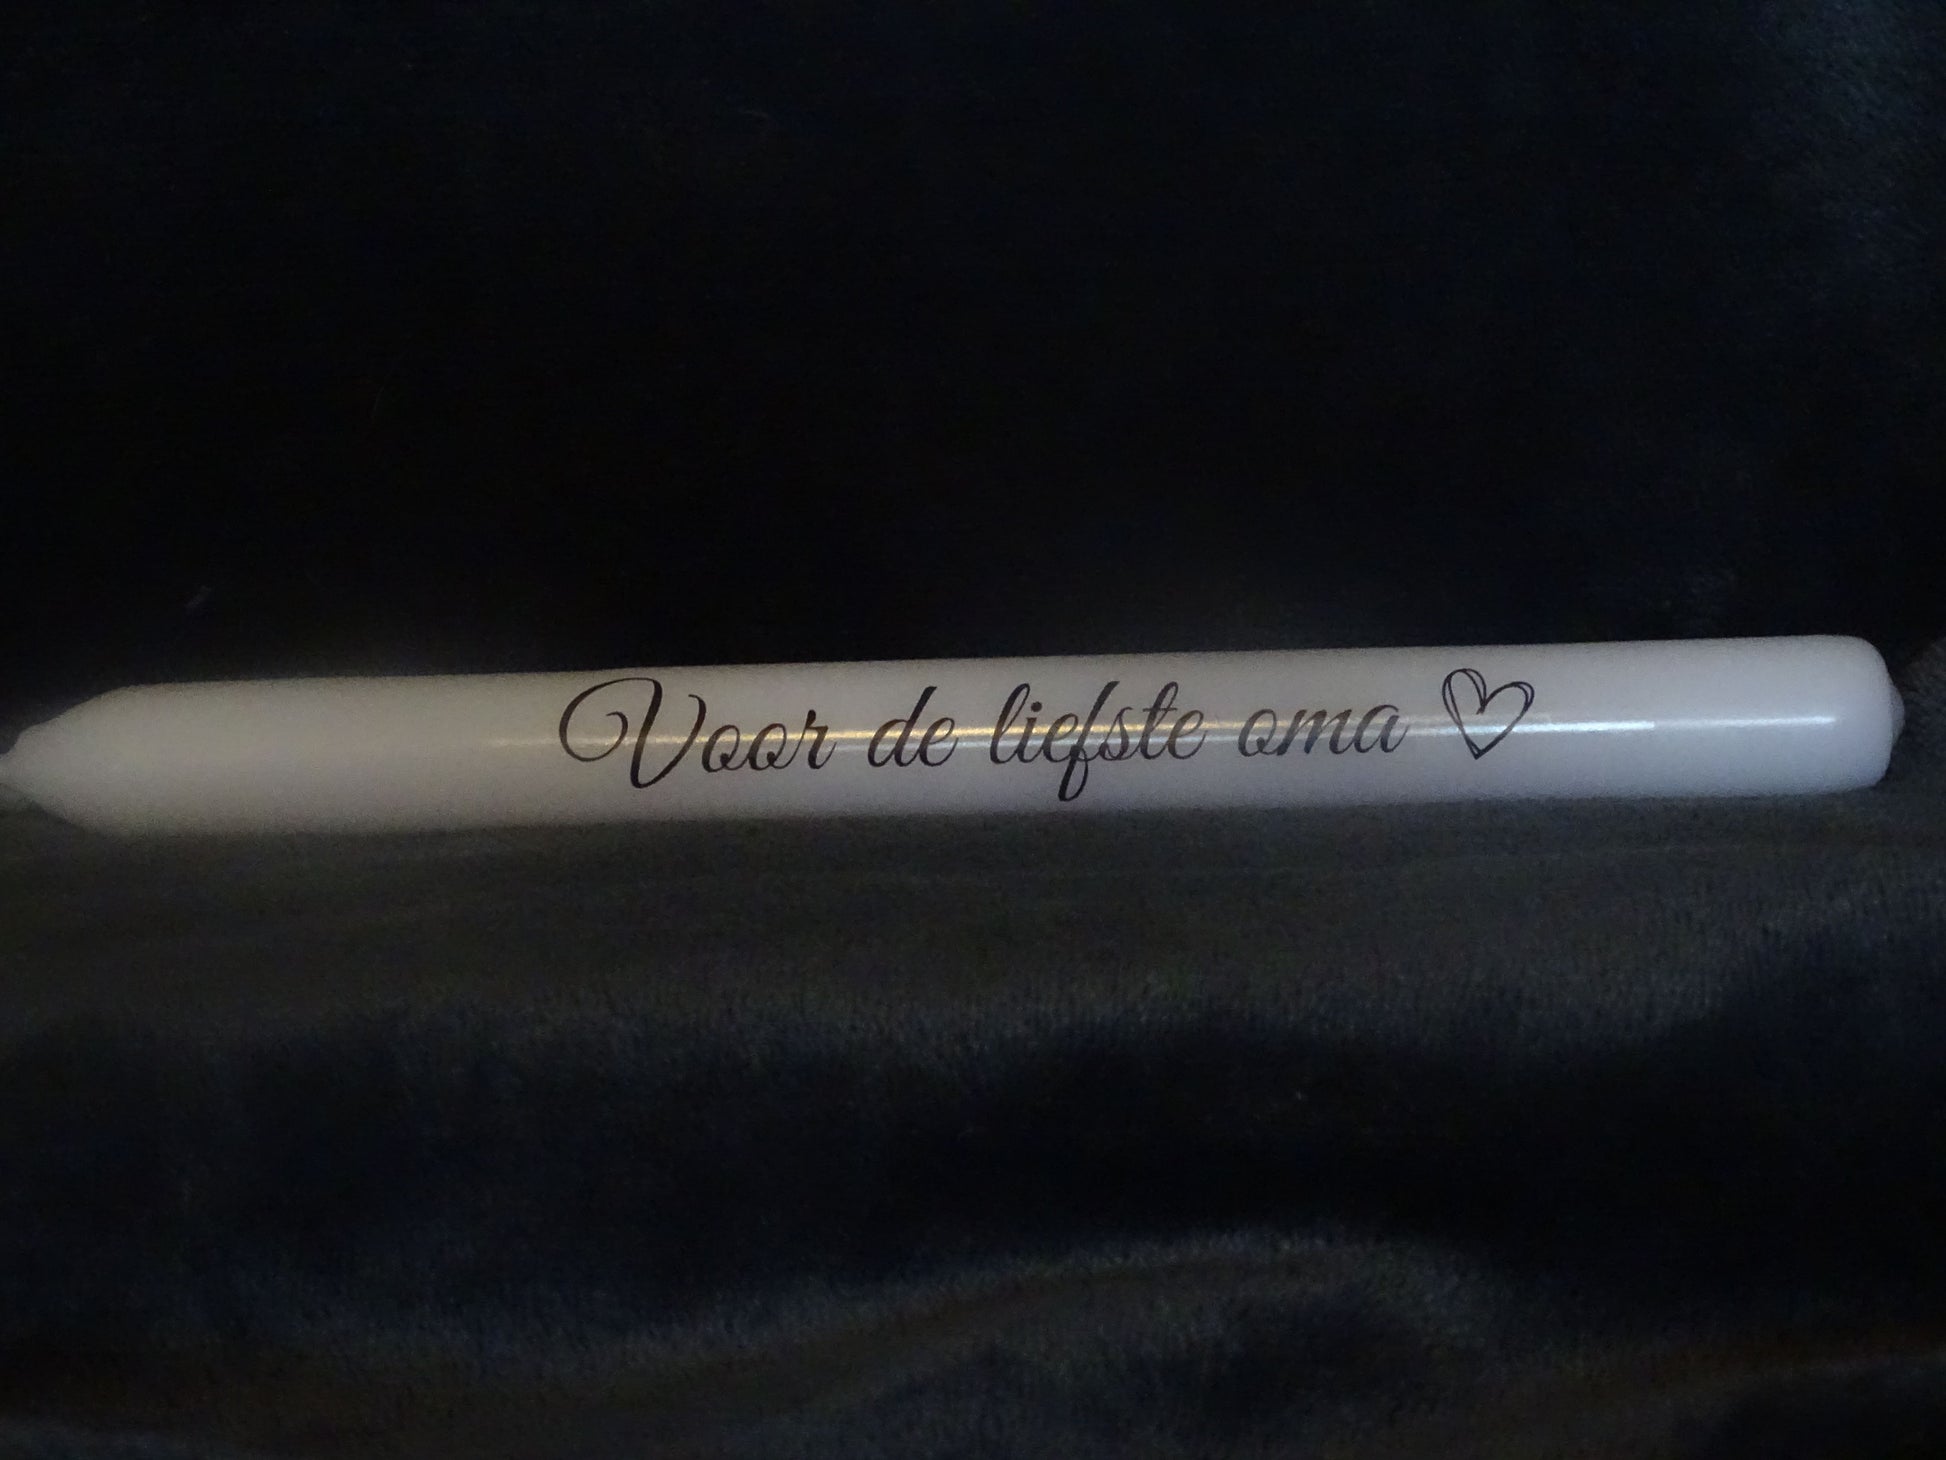 Voor de liefste oma ♡